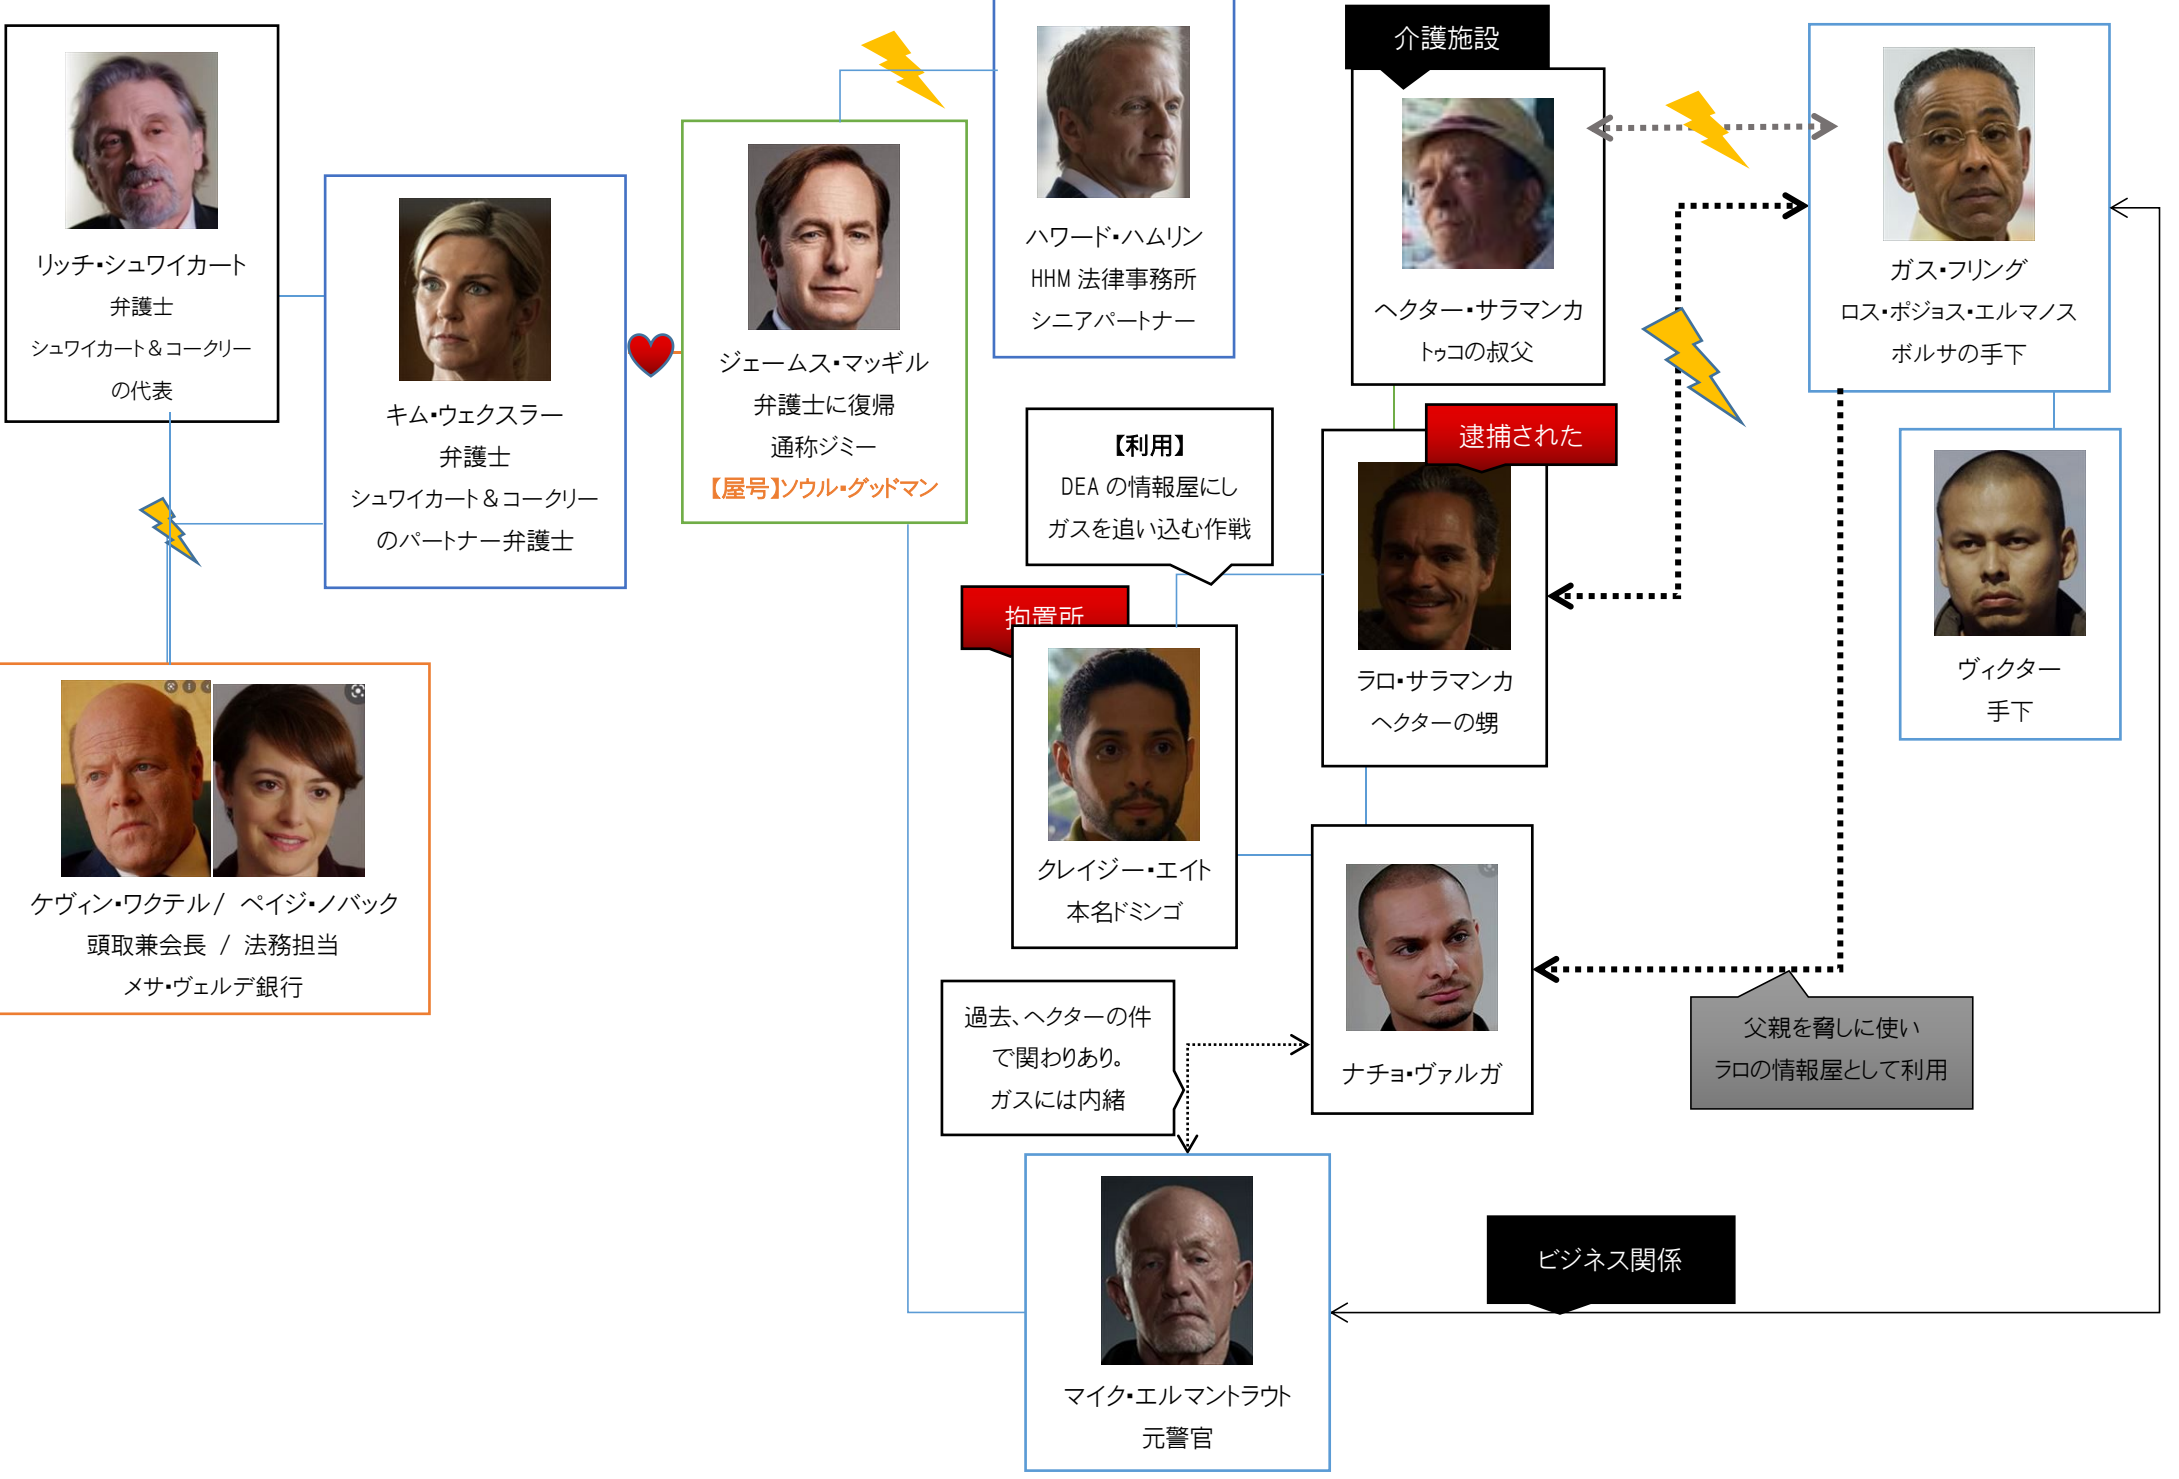 リッチ・シュワイカート
弁護士
シュワイカート&コークリー
の代表
キム・ウェクスラー
弁護士
シュワイカート&コークリー
のパートナー弁護士
ジェームス・マッギル
弁護士に復帰
通称ジミー
【屋号】ソウル・グッドマン
ハワード・ハムリン
HHM 法律事務所
シニアパートナー
介護施設
ヘクター・サラマンカ
トゥコの叔父
ガス・フリング
ロス・ポジョス・エルマノス
ボルサの手下
【利用】
DEA の情報屋にし
ガスを追い込む作戦
逮捕された
ラロ・サラマンカ
ヘクターの甥
ヴィクター
手下
拘置所
クレイジー・エイト
本名ドミンゴ
ケヴィン・ワクテル / ペイジ・ノバック
頭取兼会長 / 法務担当
メサ・ヴェルデ銀行
過去、ヘクターの件
で関わりあり。
ガスには内緒
ナチョ・ヴァルガ
父親を脅しに使い
ラロの情報屋として利用
ビジネス関係
マイク・エルマントラウト
元警官